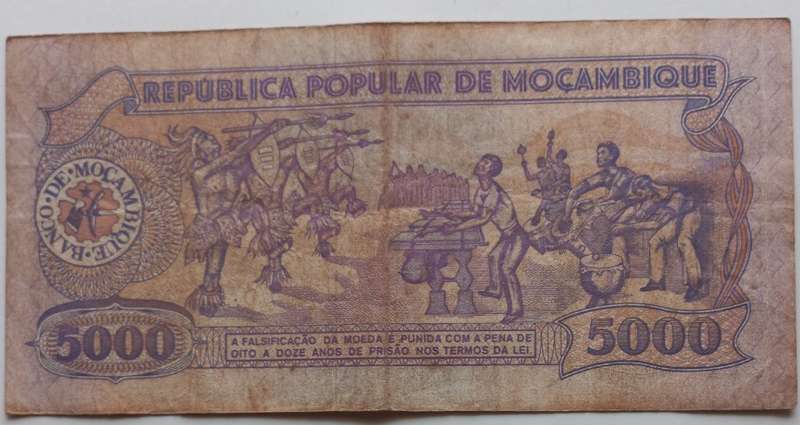 REPÚBLICA POPULAR DE MOÇAMBIQUE
BANCO·DE·MOÇAMBIQUE·
5000
A FALSIFICAÇÃO DA MOEDA É PUNIDA COM A PENA DE
OITO A DOZE ANOS DE PRISÃO NOS TERMOS DA LEI.
5000